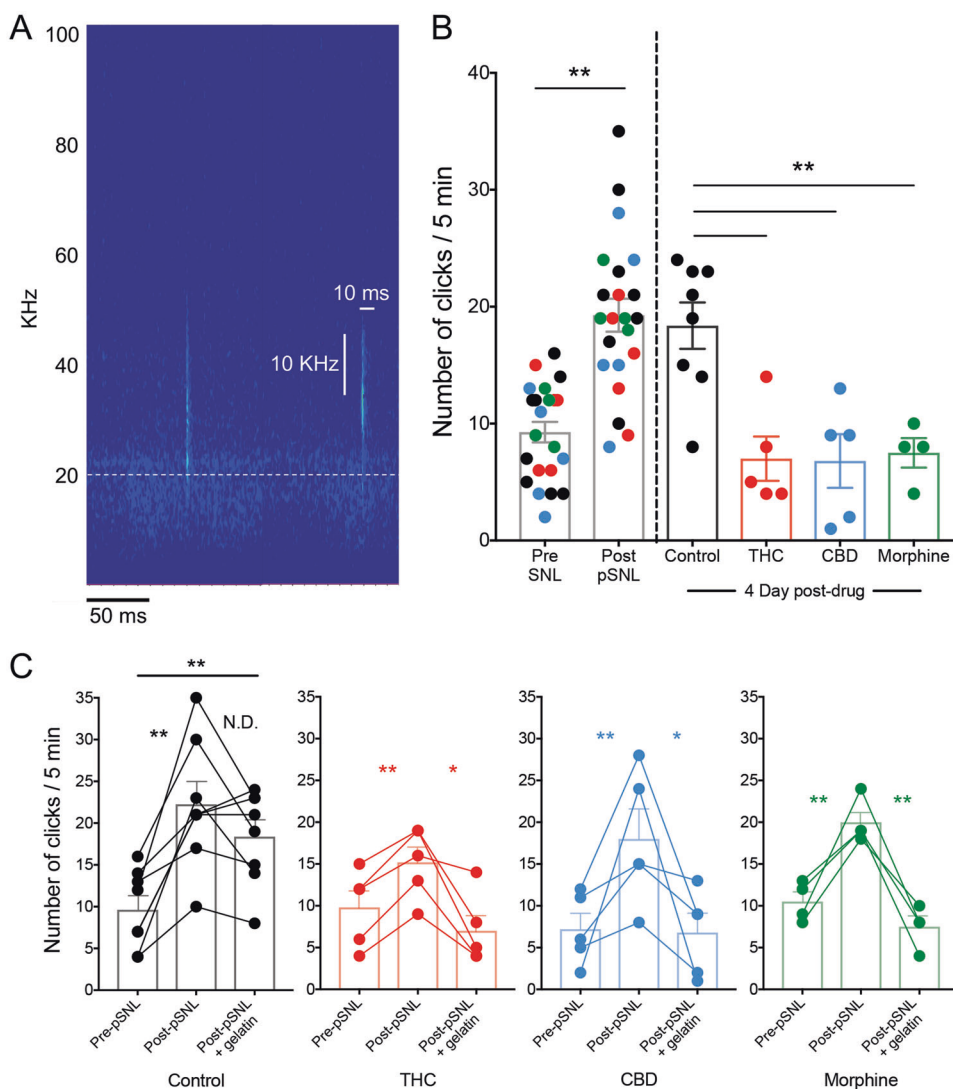 A
100
80
60
40
20
KHz
10 ms
10 KHz
50 ms
B
Number of clicks / 5 min
40
30
20
10
0
**
**
Pre
SNL
Post
pSNL
Control
THC
CBD
Morphine
4 Day post-drug
C
Number of clicks / 5 min
35
30
25
20
15
10
5
0
**
**
N.D.
Pre-pSNL
Post-pSNL
Post-pSNL
+ gelatin
Control
35
30
25
20
15
10
5
0
**
*
Pre-pSNL
Post-pSNL
Post-pSNL
+ gelatin
THC
35
30
25
20
15
10
5
0
**
*
Pre-pSNL
Post-pSNL
Post-pSNL
+ gelatin
CBD
35
30
25
20
15
10
5
0
**
**
Pre-pSNL
Post-pSNL
Post-pSNL
+ gelatin
Morphine